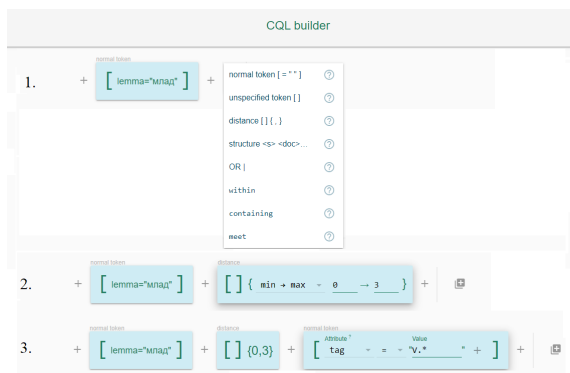 CQL builder
normal token
1. + [ lemma="млад" ] +
normal token [ = " " ]
unspecified token [ ]
distance [ ] { , }
structure <s> <doc>...
OR |
within
containing
meet
normal token distance
2. + [ lemma="млад" ] + [ ] { min → max 0 → 3 } +
normal token distance normal token
3. + [ lemma="млад" ] + [ ] {0,3} + [ Attribute * tag = Value "V.* " + ] +